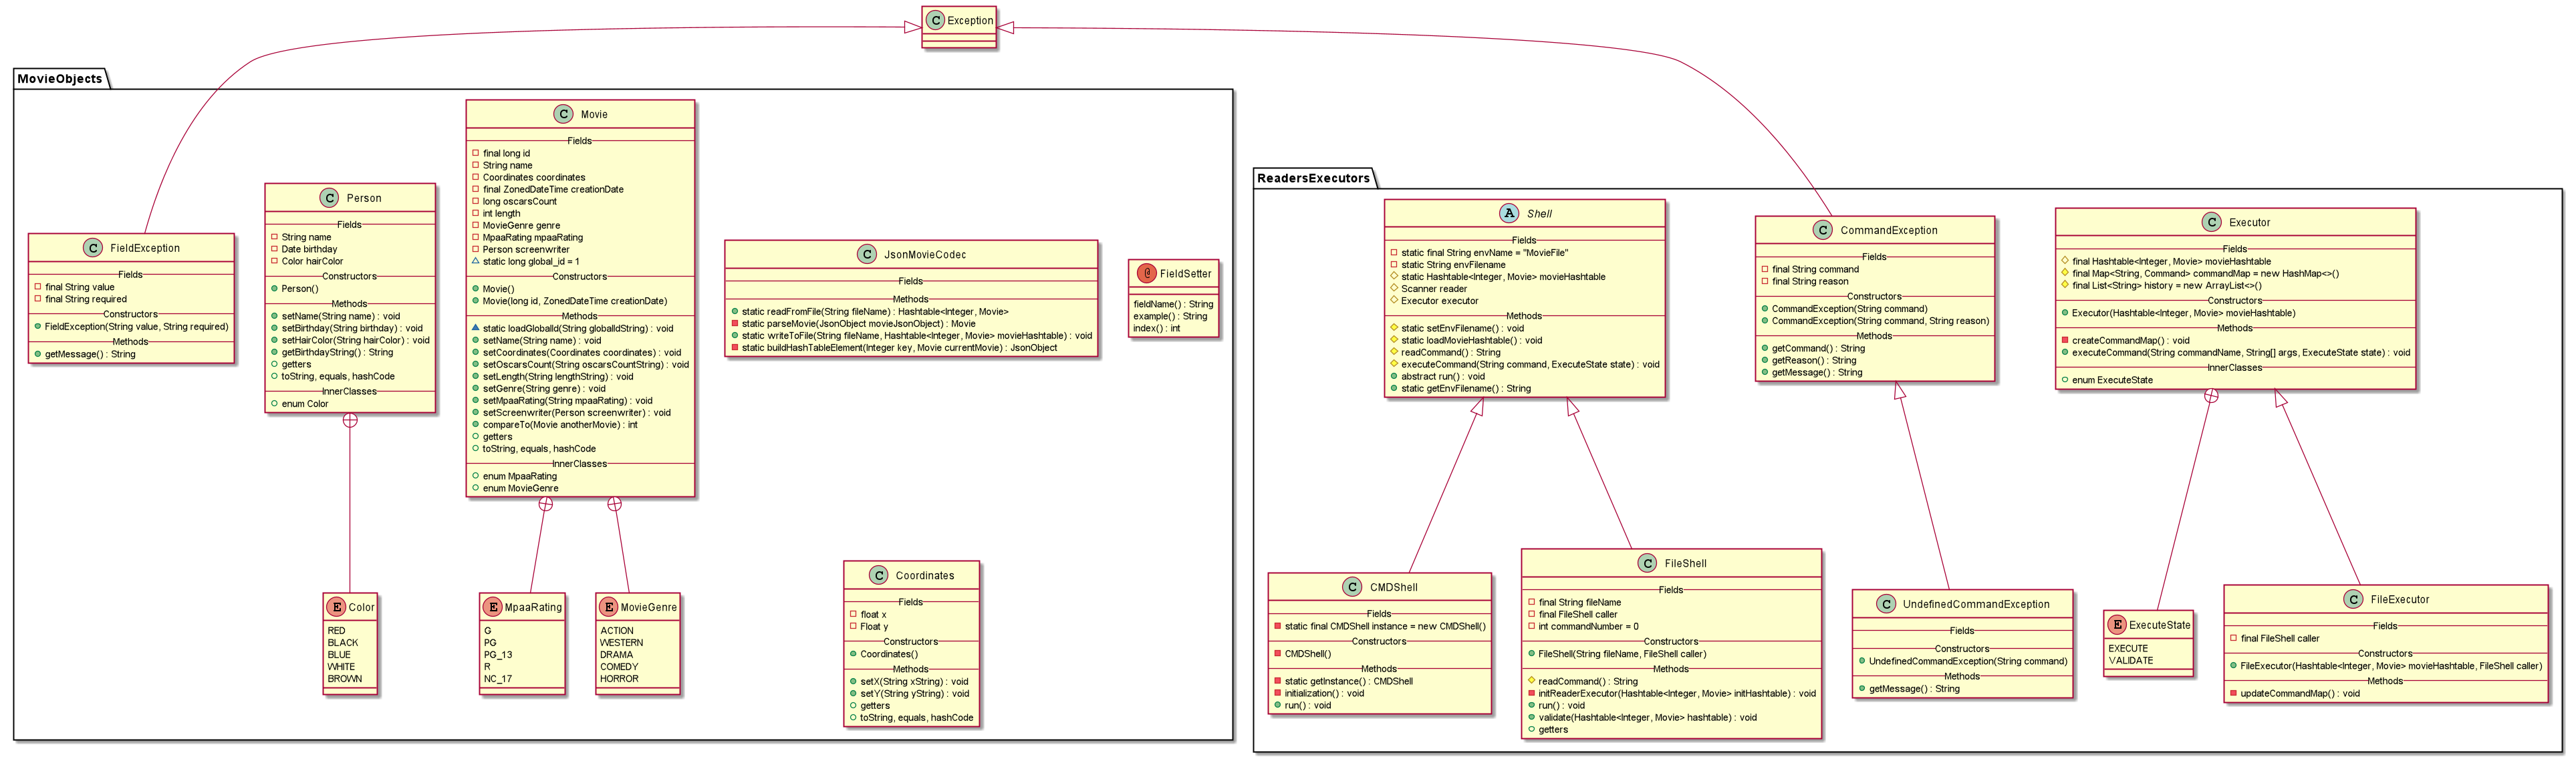 Exception
MovieObjects
FieldException
Fields
final String value
final String required
Constructors
FieldException(String value, String required)
Methods
getMessage() : String
Person
Fields
String name
Date birthday
Color hairColor
Constructors
Person()
Methods
setName(String name) : void
setBirthday(String birthday) : void
setHairColor(String hairColor) : void
getBirthdayString() : String
getters
toString, equals, hashCode
InnerClasses
enum Color
Movie
Fields
final long id
String name
Coordinates coordinates
final ZonedDateTime creationDate
long oscarsCount
int length
MovieGenre genre
MpaaRating mpaaRating
Person screenwriter
static long global_id = 1
Constructors
Movie()
Movie(long id, ZonedDateTime creationDate)
Methods
static loadGlobalId(String globalIdString) : void
setName(String name) : void
setCoordinates(Coordinates coordinates) : void
setOscarsCount(String oscarsCountString) : void
setLength(String lengthString) : void
setGenre(String genre) : void
setMpaaRating(String mpaaRating) : void
setScreenwriter(Person screenwriter) : void
compareTo(Movie anotherMovie) : int
getters
toString, equals, hashCode
InnerClasses
enum MpaaRating
enum MovieGenre
JsonMovieCodec
Fields
Methods
static readFromFile(String fileName) : Hashtable<Integer, Movie>
static parseMovie(JsonObject movieJsonObject) : Movie
static writeToFile(String fileName, Hashtable<Integer, Movie> movieHashtable) : void
static buildHashTableElement(Integer key, Movie currentMovie) : JsonObject
@ FieldSetter
fieldName() : String
example() : String
index() : int
Color
RED
BLACK
BLUE
WHITE
BROWN
MpaaRating
G
PG
PG_13
R
NC_17
MovieGenre
ACTION
WESTERN
DRAMA
COMEDY
HORROR
Coordinates
Fields
float x
Float y
Constructors
Coordinates()
Methods
setX(String xString) : void
setY(String yString) : void
getters
toString, equals, hashCode
ReadersExecutors
Shell
Fields
static final String envName = "MovieFile"
static String envFilename
static Hashtable<Integer, Movie> movieHashtable
Scanner reader
Executor executor
Methods
static setEnvFilename() : void
static loadMovieHashtable() : void
readCommand() : String
executeCommand(String command, ExecuteState state) : void
abstract run() : void
static getEnvFilename() : String
CommandException
Fields
final String command
final String reason
Constructors
CommandException(String command)
CommandException(String command, String reason)
Methods
getCommand() : String
getReason() : String
getMessage() : String
Executor
Fields
final Hashtable<Integer, Movie> movieHashtable
final Map<String, Command> commandMap = new HashMap<>()
final List<String> history = new ArrayList<>()
Constructors
Executor(Hashtable<Integer, Movie> movieHashtable)
Methods
createCommandMap() : void
executeCommand(String commandName, String[] args, ExecuteState state) : void
InnerClasses
enum ExecuteState
CMDShell
Fields
static final CMDShell instance = new CMDShell()
Constructors
CMDShell()
Methods
static getInstance() : CMDShell
initialization() : void
run() : void
FileShell
Fields
final String fileName
final FileShell caller
int commandNumber = 0
Constructors
FileShell(String fileName, FileShell caller)
Methods
readCommand() : String
initReaderExecutor(Hashtable<Integer, Movie> initHashtable) : void
run() : void
validate(Hashtable<Integer, Movie> hashtable) : void
getters
UndefinedCommandException
Fields
Constructors
UndefinedCommandException(String command)
Methods
getMessage() : String
ExecuteState
EXECUTE
VALIDATE
FileExecutor
Fields
final FileShell caller
Constructors
FileExecutor(Hashtable<Integer, Movie> movieHashtable, FileShell caller)
Methods
updateCommandMap() : void